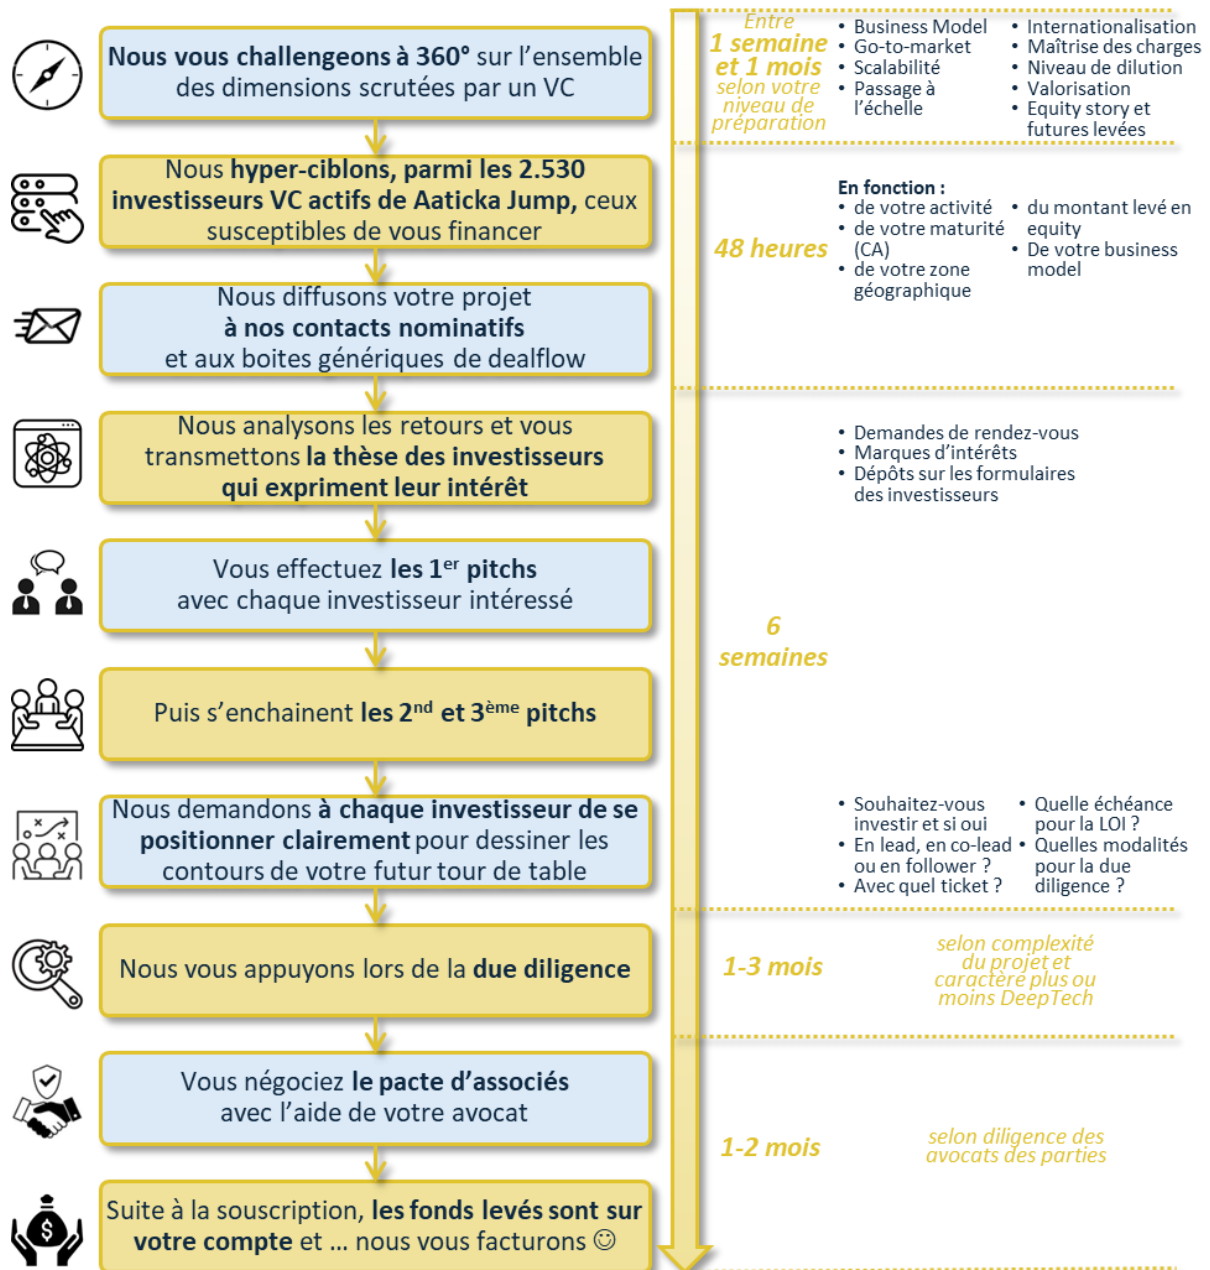 Nous vous challengeons à 360° sur l'ensemble
des dimensions scrutées par un VC
Entre
1 semaine
et 1 mois
selon votre
niveau de
préparation
• Business Model
• Go-to-market
• Scalabilité
• Passage à
l'échelle
• Internationalisation
• Maîtrise des charges
• Niveau de dilution
• Valorisation
• Equity story et
futures levées
Nous hyper-ciblons, parmi les 2.530
investisseurs VC actifs de Aaticka Jump, ceux
susceptibles de vous financer
Nous diffusons votre projet
à nos contacts nominatifs
et aux boites génériques de dealflow
48 heures
En fonction :
• de votre activité
• de votre maturité
(CA)
• de votre zone
géographique
• du montant levé en
equity
• De votre business
model
Nous analysons les retours et vous
transmettons la thèse des investisseurs
qui expriment leur intérêt
• Demandes de rendez-vous
• Marques d'intérêts
• Dépôts sur les formulaires
des investisseurs
Vous effectuez les 1er pitchs
avec chaque investisseur intéressé
6
semaines
Puis s'enchainent les 2nd et 3ème pitchs
Nous demandons à chaque investisseur de se
positionner clairement pour dessiner les
contours de votre futur tour de table
• Souhaitez-vous
investir et si oui
• En lead, en co-lead
ou en follower ?
• Avec quel ticket ?
• Quelle échéance
pour la LOI ?
• Quelles modalités
pour la due
diligence ?
Nous vous appuyons lors de la due diligence
1-3 mois
selon complexité
du projet et
caractère plus ou
moins DeepTech
Vous négociez le pacte d'associés
avec l'aide de votre avocat
1-2 mois
selon diligence des
avocats des parties
Suite à la souscription, les fonds levés sont sur
votre compte et ... nous vous facturons ☺
$